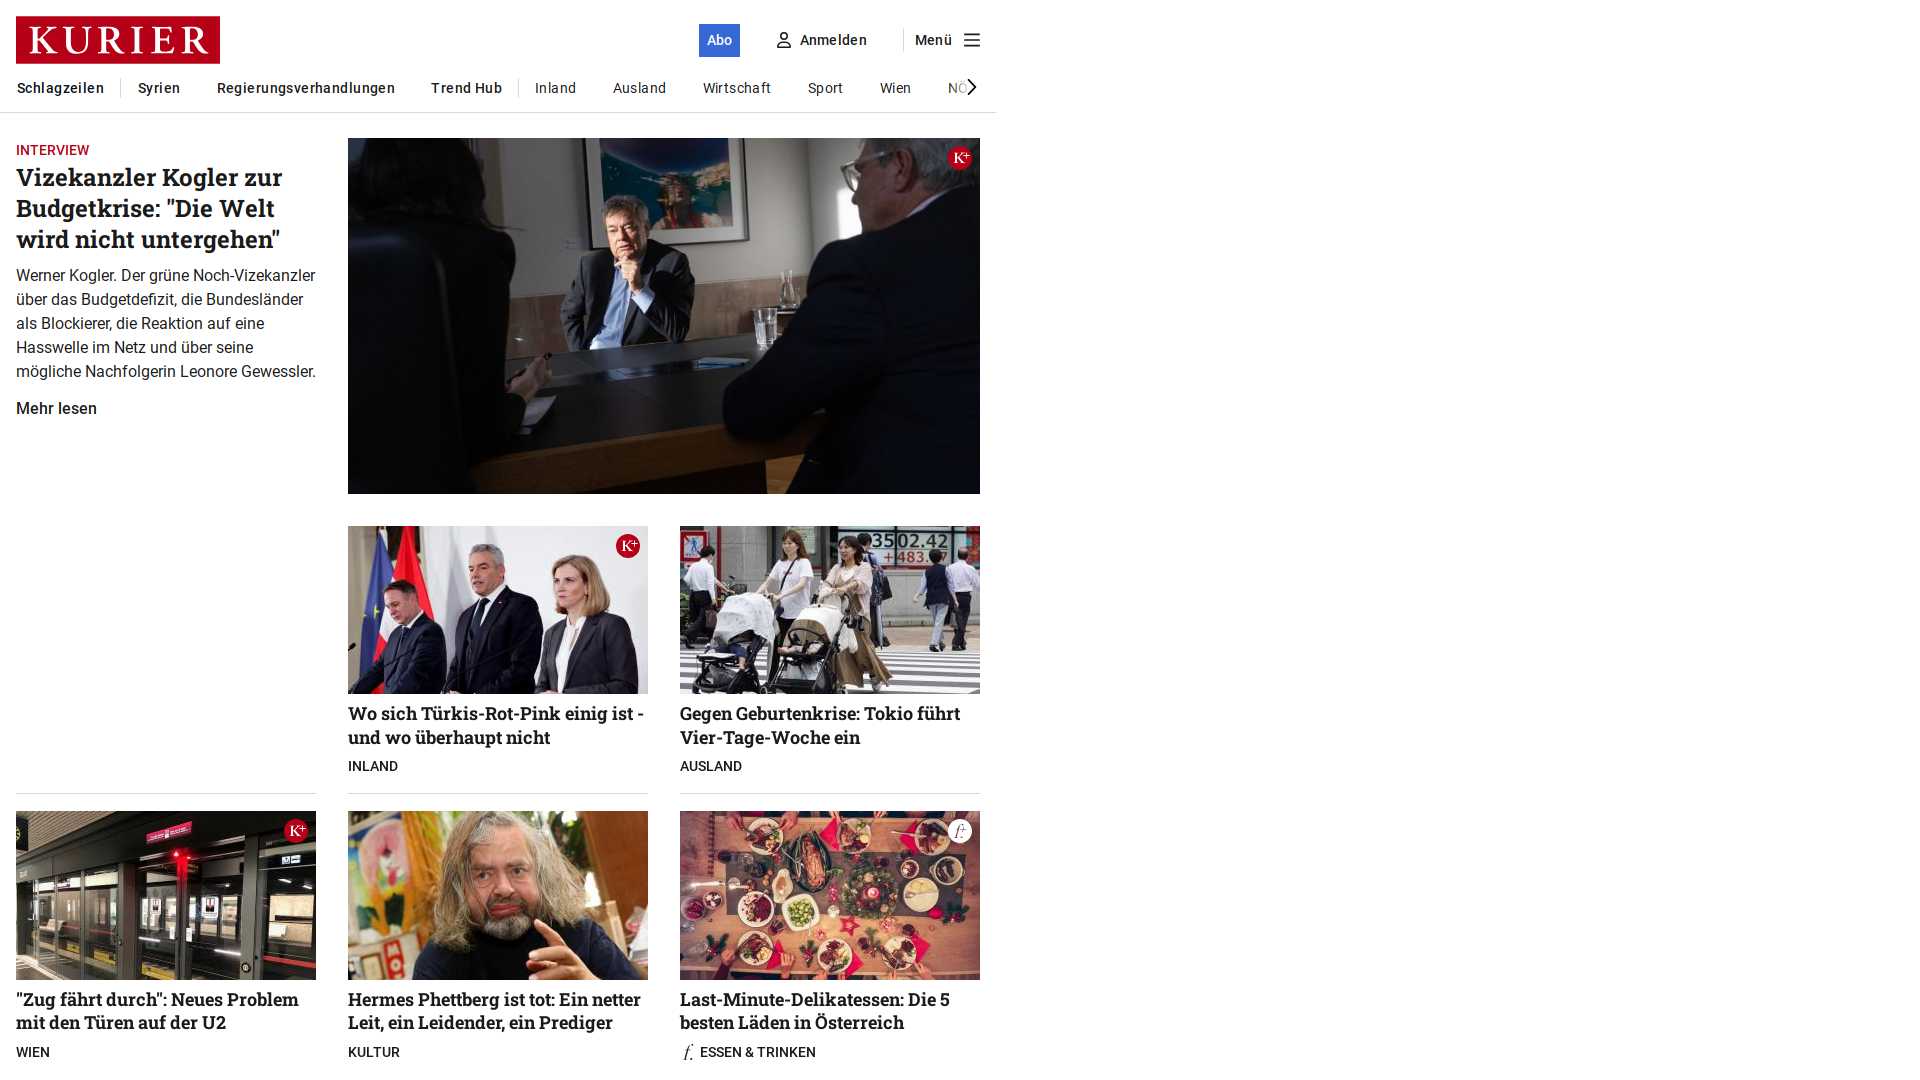 KURIER
Abo
Anmelden
Menü
Schlagzeilen
Syrien
Regierungsverhandlungen
Trend Hub
Inland
Ausland
Wirtschaft
Sport
Wien
NÖ
INTERVIEW
Vizekanzler Kogler zur
Budgetkrise: "Die Welt
wird nicht untergehen"
Werner Kogler. Der grüne Noch-Vizekanzler
über das Budgetdefizit, die Bundesländer
als Blockierer, die Reaktion auf eine
Hasswelle im Netz und über seine
mögliche Nachfolgerin Leonore Gewessler.
Mehr lesen
K+
K+
3502.42
+483.
Wo sich Türkis-Rot-Pink einig ist -
und wo überhaupt nicht
INLAND
Gegen Geburtenkrise: Tokio führt
Vier-Tage-Woche ein
AUSLAND
K+
f+
"Zug fährt durch": Neues Problem
mit den Türen auf der U2
WIEN
Hermes Phettberg ist tot: Ein netter
Leit, ein Leidender, ein Prediger
KULTUR
Last-Minute-Delikatessen: Die 5
besten Läden in Österreich
f. ESSEN & TRINKEN